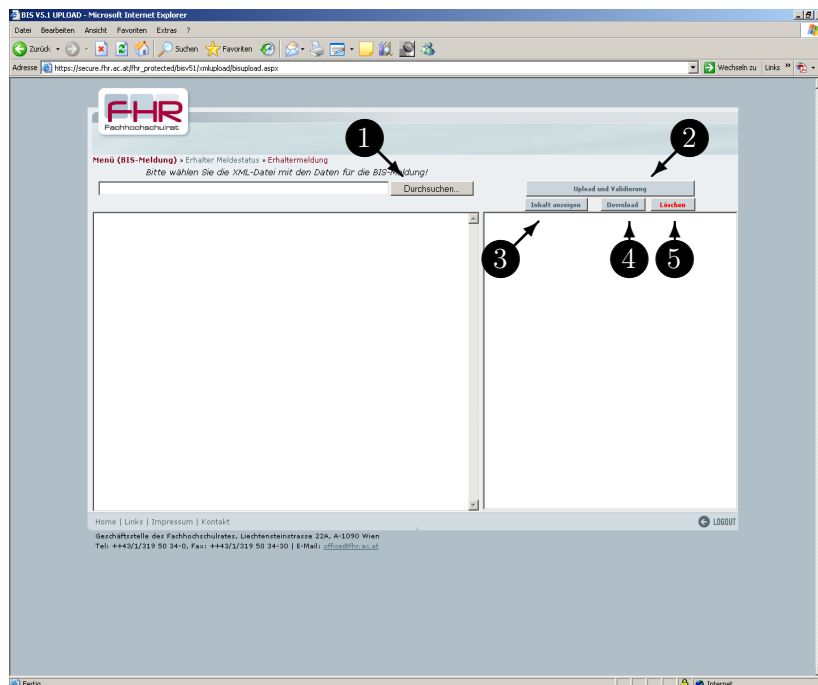 BIS V5.1 UPLOAD - Microsoft Internet Explorer
Datei Bearbeiten Ansicht Favoriten Extras ?
Zurück Suchen Favoriten
Adresse https://secure.fhr.ac.at/fhr_protected/bisv51/xmlupload/bisupload.aspx Wechseln zu Links »
FHR
Fachhochschulrat
1 2
Menü (BIS-Meldung) » Erhalter Meldestatus » Erhaltermeldung
Bitte wählen Sie die XML-Datei mit den Daten für die BIS-Meldung!
Durchsuchen... Upload und Validierung
Inhalt anzeigen Download Löschen
3 4 5
Home | Links | Impressum | Kontakt LOGOUT
Geschäftsstelle des Fachhochschulrates, Liechtensteinstrasse 22A, A-1090 Wien
Tel: ++43/1/319 50 34-0, Fax: ++43/1/319 50 34-30 | E-Mail: office@fhr.ac.at
Fertig Internet